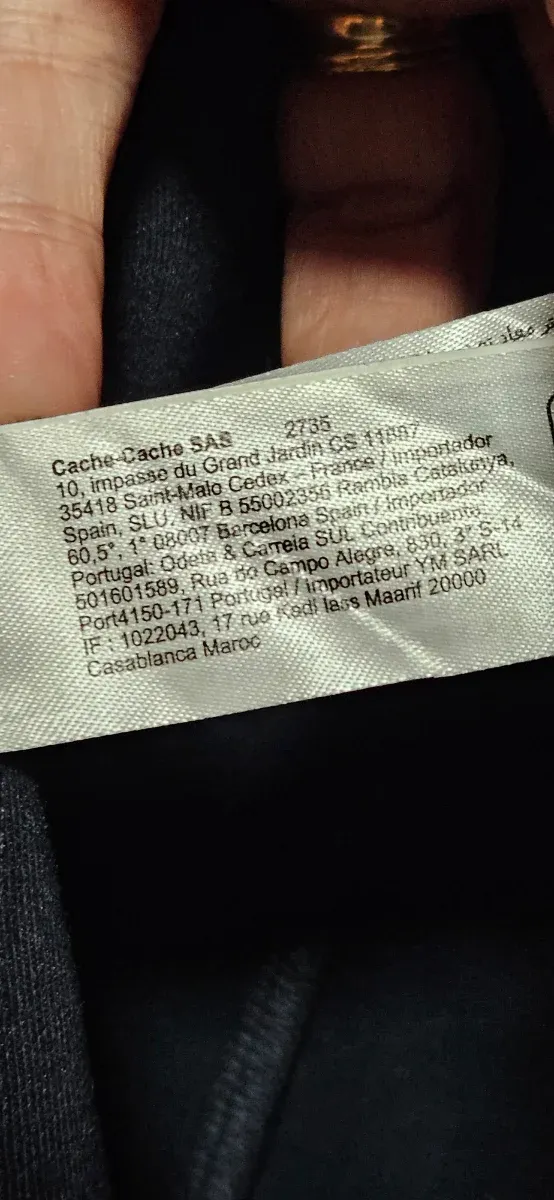 Cache-Cache SAS 2735
10, impasse du Grand Jardin CS 11887
35418 Saint-Malo Cedex - France / Importador
Spain, SLU, NIF B 55002356 Rambla Catalunya,
60,5°, 1ª 08007 Barcelona Spain / Importador
Portugal: Odete & Carreia SUL Contribuente
501601589, Rua do Campo Alegre, 830, 3° S-14
Port4150-171 Portugal / Importateur YM SARL
IF : 1022043, 17 rue Kadi Iass Maarif 20000
Casablanca Maroc